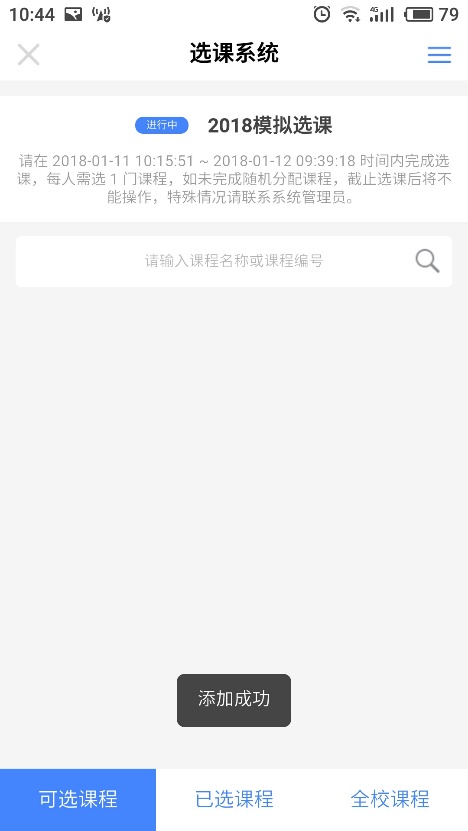 10:44
4G
79
选课系统
进行中
2018模拟选课
请在 2018-01-11 10:15:51 ~ 2018-01-12 09:39:18 时间内完成选
课，每人需选 1 门课程，如未完成随机分配课程，截止选课后将不
能操作，特殊情况请联系系统管理员。
请输入课程名称或课程编号
添加成功
可选课程
已选课程
全校课程